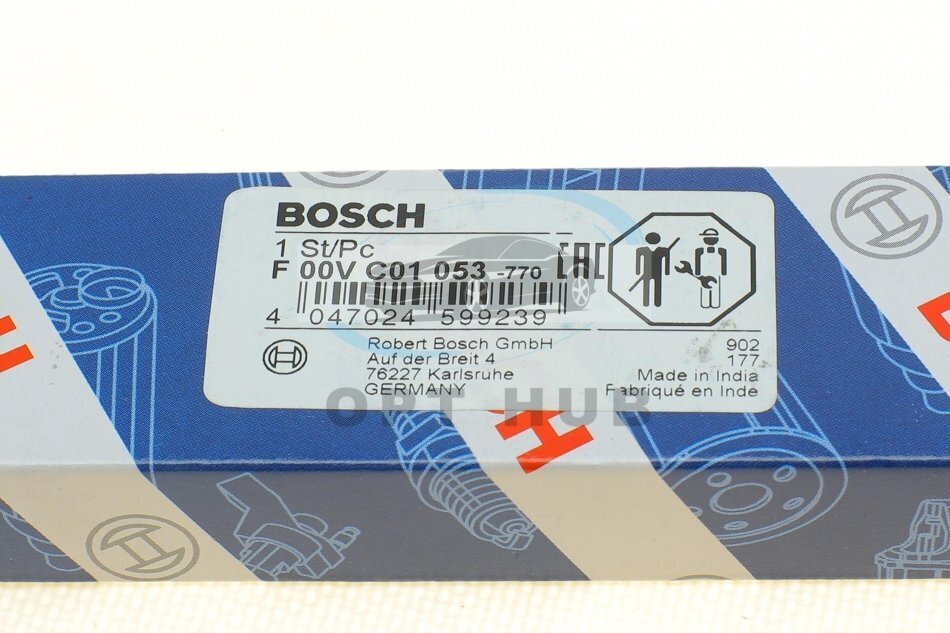 BOSCH
1 St/Pc
F 00V C01 053 -770
EAC
4 047024 599239
Robert Bosch GmbH
Auf der Breit 4
76227 Karlsruhe
GERMANY
902
177
Made in India
Fabriqué en Inde
OPT HUB
H